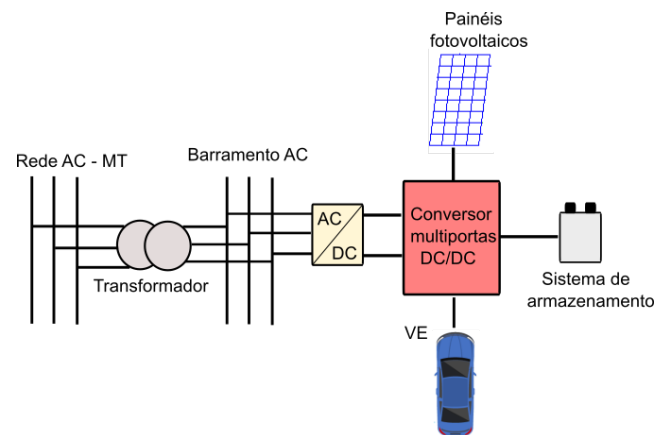 Painéis
fotovoltaicos
Rede AC - MT
Barramento AC
AC
DC
Conversor
multiportas
DC/DC
Transformador
Sistema de
armazenamento
VE